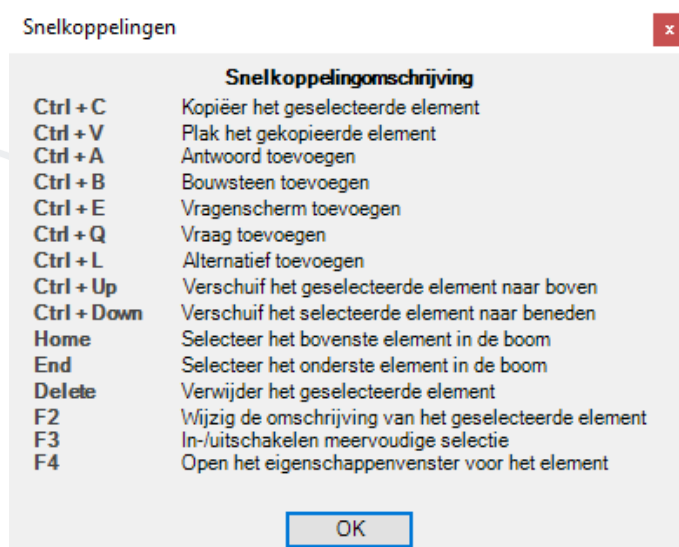 Snelkoppelingen
x
Snelkoppelingomschrijving
Ctrl + C Kopiëer het geselecteerde element
Ctrl + V Plak het gekopieerde element
Ctrl + A Antwoord toevoegen
Ctrl + B Bouwsteen toevoegen
Ctrl + E Vragenscherm toevoegen
Ctrl + Q Vraag toevoegen
Ctrl + L Alternatief toevoegen
Ctrl + Up Verschuif het geselecteerde element naar boven
Ctrl + Down Verschuif het selecteerde element naar beneden
Home Selecteer het bovenste element in de boom
End Selecteer het onderste element in de boom
Delete Verwijder het geselecteerde element
F2 Wijzig de omschrijving van het geselecteerde element
F3 In-/uitschakelen meervoudige selectie
F4 Open het eigenschappenvenster voor het element
OK